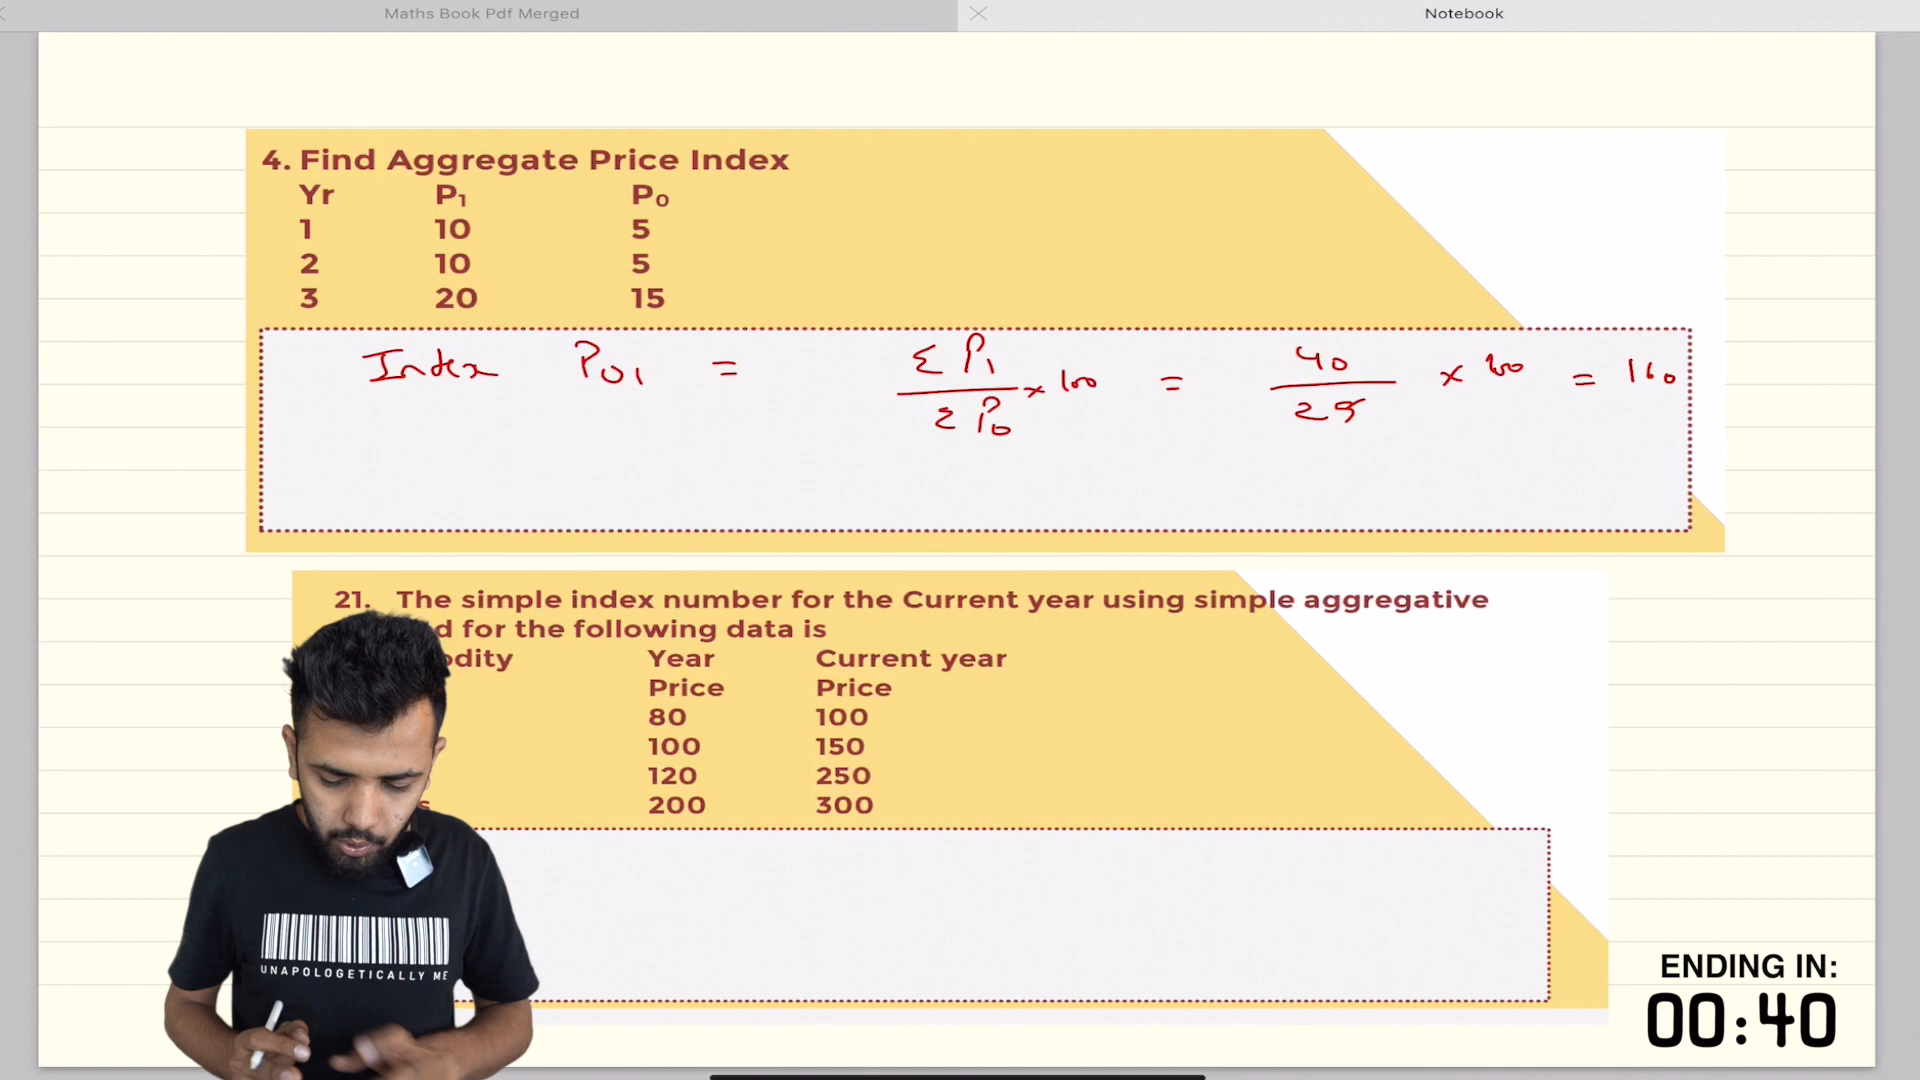 Maths Book Pdf Merged
Notebook
4. Find Aggregate Price Index
Yr P₁ P₀
1 10 5
2 10 5
3 20 15
Index P₀₁ = Σ P₁ / Σ P₀ × 100 = 40 / 25 × 100 = 160
21. The simple index number for the Current year using simple aggregative
d for the following data is
odity Year Current year
Price Price
80 100
100 150
120 250
s 200 300
UNAPOLOGETICALLY ME
ENDING IN:
00:40